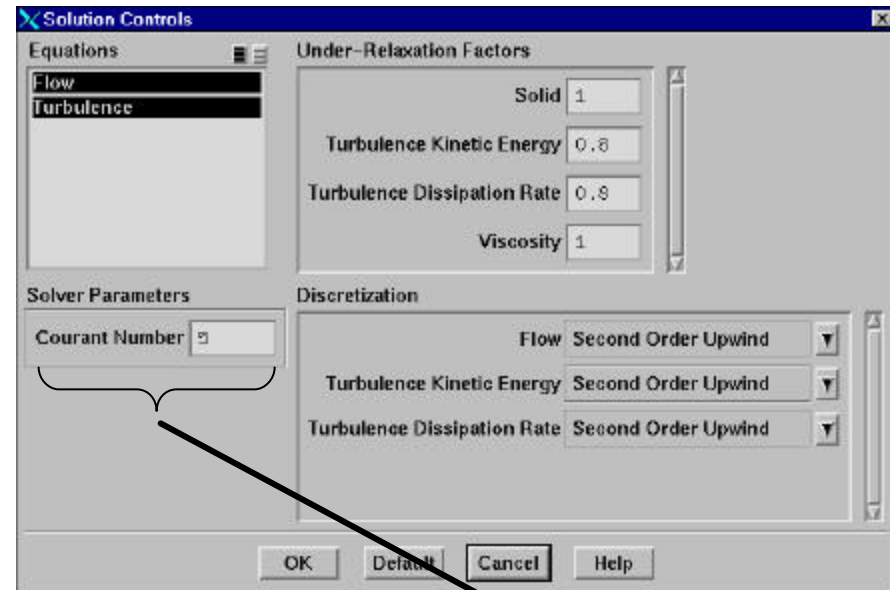 Solution Controls
Equations
Flow
Turbulence
Under-Relaxation Factors
Solid 1
Turbulence Kinetic Energy 0.8
Turbulence Dissipation Rate 0.8
Viscosity 1
Solver Parameters
Courant Number 5
Discretization
Flow Second Order Upwind
Turbulence Kinetic Energy Second Order Upwind
Turbulence Dissipation Rate Second Order Upwind
OK Default Cancel Help